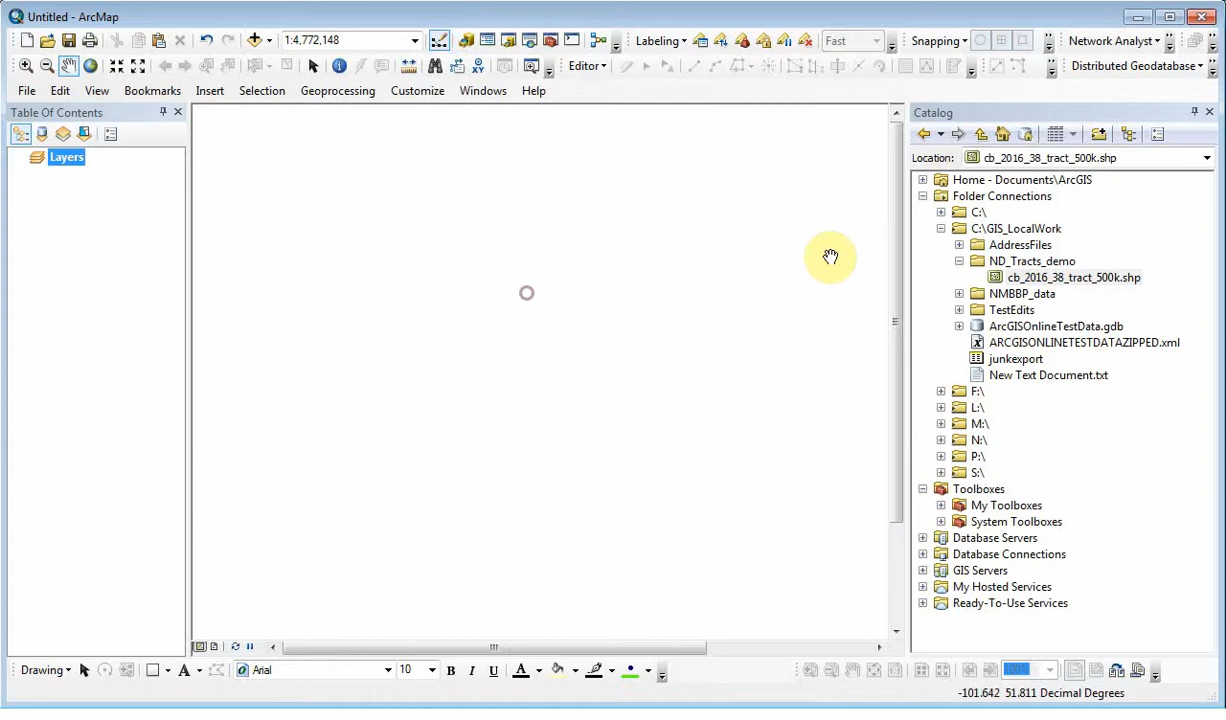 Untitled - ArcMap
1:4,772,148
Labeling
Fast
Snapping
Network Analyst
Editor
Distributed Geodatabase
File Edit View Bookmarks Insert Selection Geoprocessing Customize Windows Help
Table Of Contents
Layers
Catalog
Location: cb_2016_38_tract_500k.shp
Home - Documents\ArcGIS
Folder Connections
C:\
C:\GIS_LocalWork
AddressFiles
ND_Tracts_demo
cb_2016_38_tract_500k.shp
NMBBP_data
TestEdits
ArcGISOnlineTestData.gdb
ARCGISONLINETESTDATAZIPPED.xml
junkexport
New Text Document.txt
F:\
L:\
M:\
N:\
P:\
S:\
Toolboxes
My Toolboxes
System Toolboxes
Database Servers
Database Connections
GIS Servers
My Hosted Services
Ready-To-Use Services
Drawing A Arial 10 B I U A 100%
-101.642 51.811 Decimal Degrees